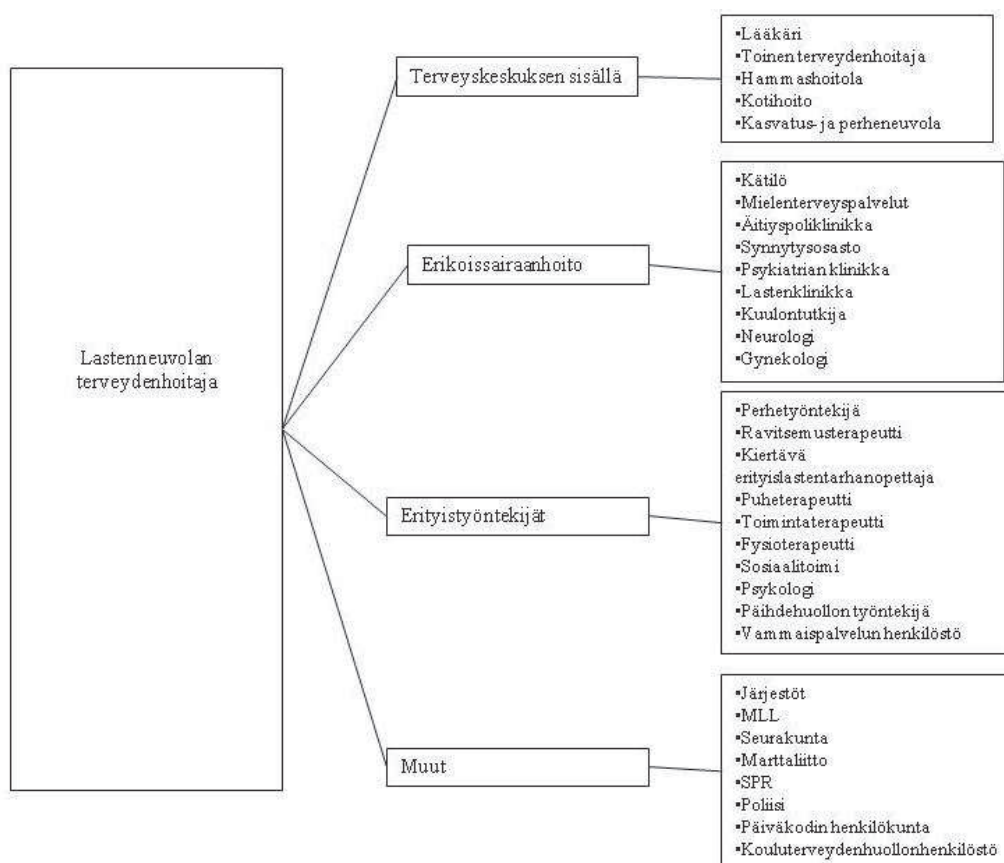 Lastenneuvolan
terveydenhoitaja
Terveyskeskuksen sisällä
▪Lääkäri
▪Toinen terveydenhoitaja
▪Hammashoitola
▪Kotihoito
▪Kasvatus- ja perheneuvola
Erikoissairaanhoito
▪Kätilö
▪Mielenterveyspalvelut
▪Äitiyspoliklinikka
▪Synnytysosasto
▪Psykiatrian klinikka
▪Lastenklinikka
▪Kuulontutkija
▪Neurologi
▪Gynekologi
Erityistyöntekijät
▪Perhetyöntekijä
▪Ravitsemusterapeutti
▪Kiertävä
erityislastentarhanopettaja
▪Puheterapeutti
▪Toimintaterapeutti
▪Fysioterapeutti
▪Sosiaalitoimi
▪Psykologi
▪Päihdehuollon työntekijä
▪Vammaispalvelun henkilöstö
Muut
▪Järjestöt
▪MLL
▪Seurakunta
▪Marttaliitto
▪SPR
▪Poliisi
▪Päiväkodin henkilökunta
▪Kouluterveydenhuollon henkilöstö